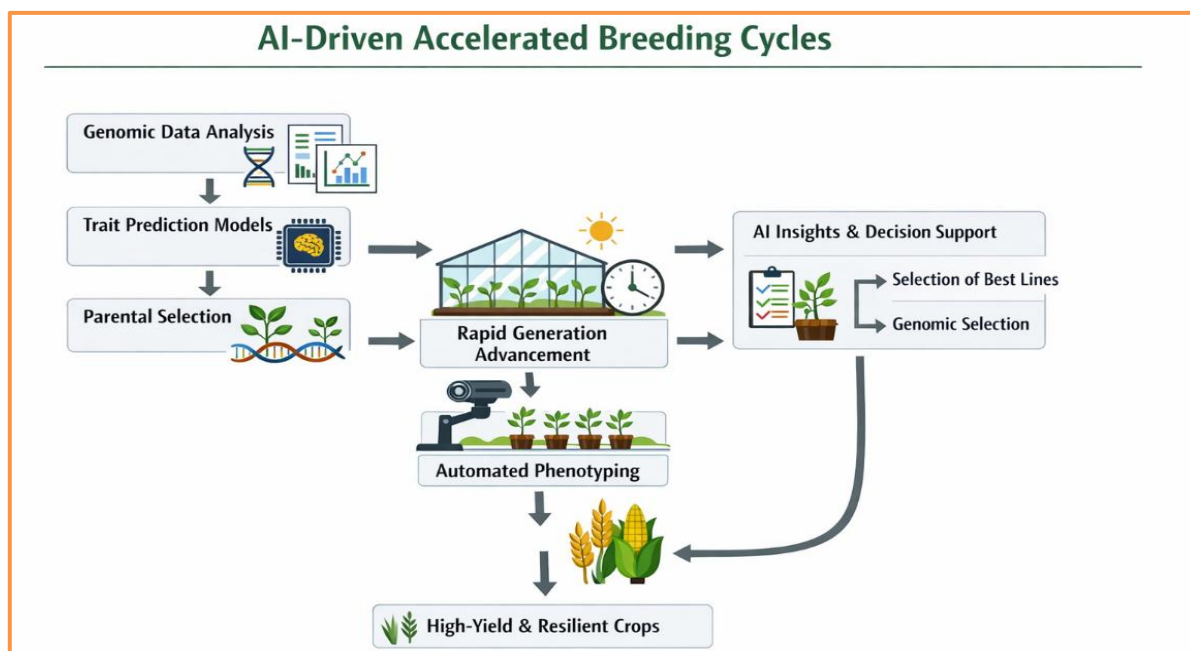 AI-Driven Accelerated Breeding Cycles
Genomic Data Analysis
Trait Prediction Models
Parental Selection
Rapid Generation
Advancement
Automated Phenotyping
AI Insights & Decision Support
Selection of Best Lines
Genomic Selection
High-Yield & Resilient Crops